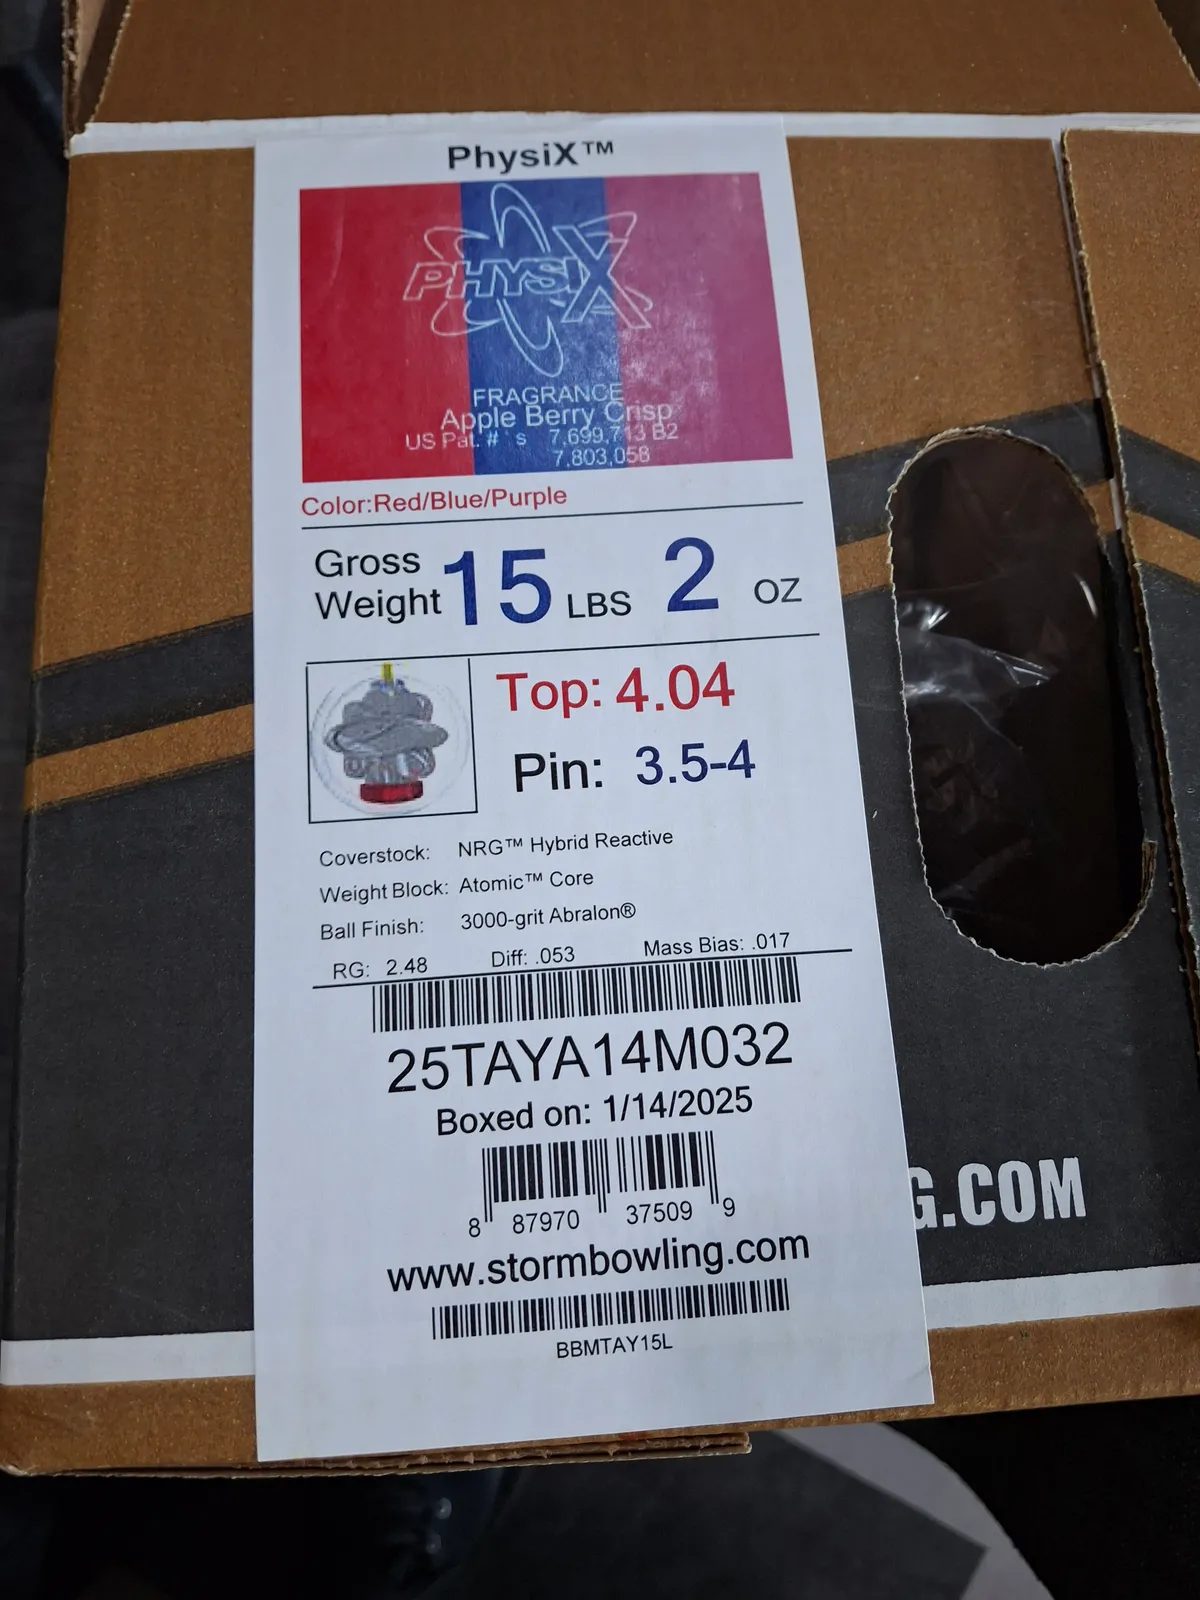 PhysiX™
PHYSIX
FRAGRANCE
Apple Berry Crisp
US Pat. # ' s 7,699,713 B2
7,803,058
Color:Red/Blue/Purple
Gross Weight 15 LBS 2 OZ
Top: 4.04
Pin: 3.5-4
Coverstock: NRG™ Hybrid Reactive
Weight Block: Atomic™ Core
Ball Finish: 3000-grit Abralon®
RG: 2.48 Diff: .053 Mass Bias: .017
25TAYA14M032
Boxed on: 1/14/2025
8 87970 37509 9
www.stormbowling.com
BBMTAY15L
G.COM